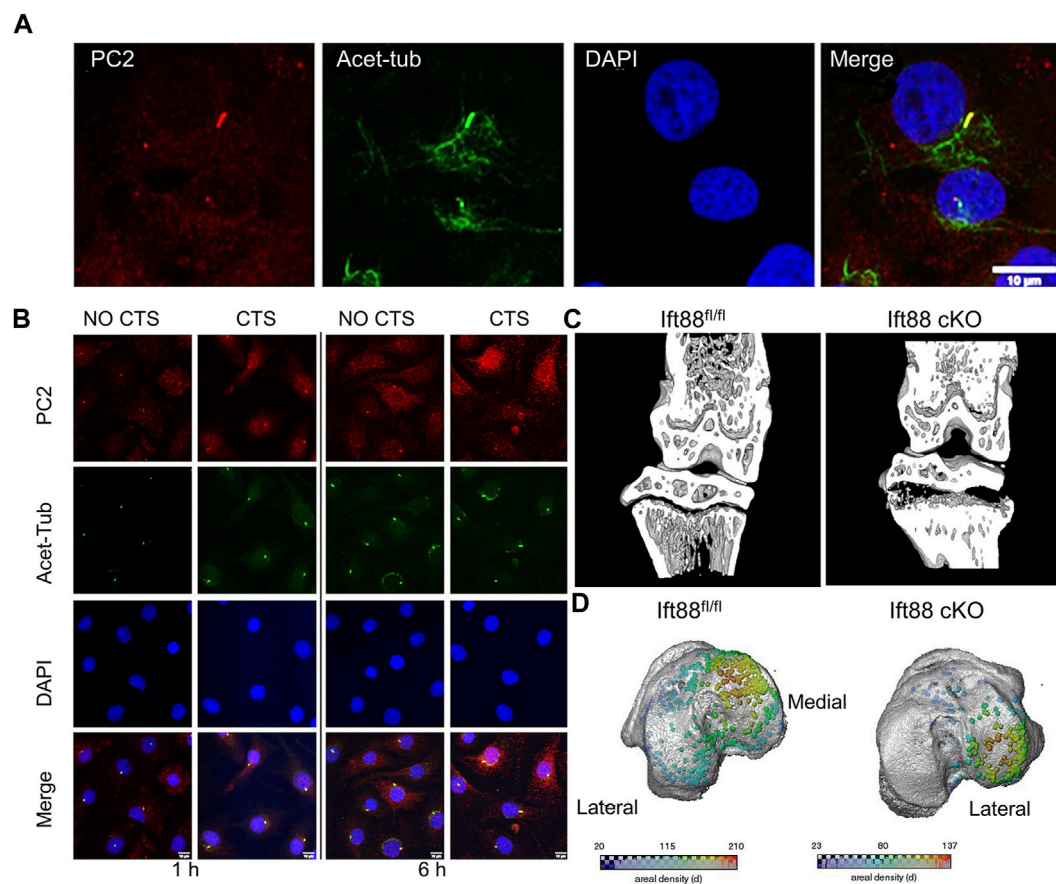 A
PC2 Acet-tub DAPI Merge
10 µm
B
NO CTS CTS NO CTS CTS
PC2
Acet-Tub
DAPI
Merge
1 h 6 h
C
Ift88fl/fl Ift88 cKO
D
Ift88fl/fl Ift88 cKO
Medial
Lateral Lateral
20 115 210 23 80 137
areal density (d) areal density (d)